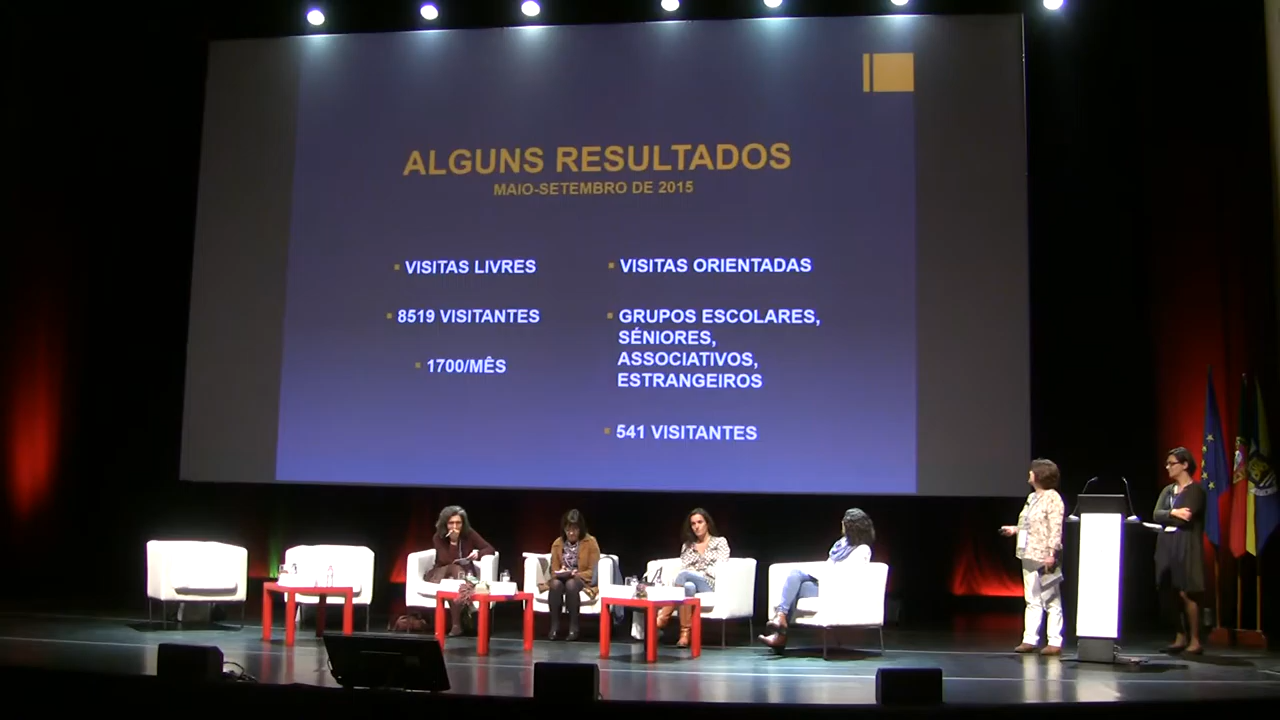 ALGUNS RESULTADOS
MAIO-SETEMBRO DE 2015
VISITAS LIVRES
8519 VISITANTES
1700/MÊS
VISITAS ORIENTADAS
GRUPOS ESCOLARES,
SÉNIORES,
ASSOCIATIVOS,
ESTRANGEIROS
541 VISITANTES